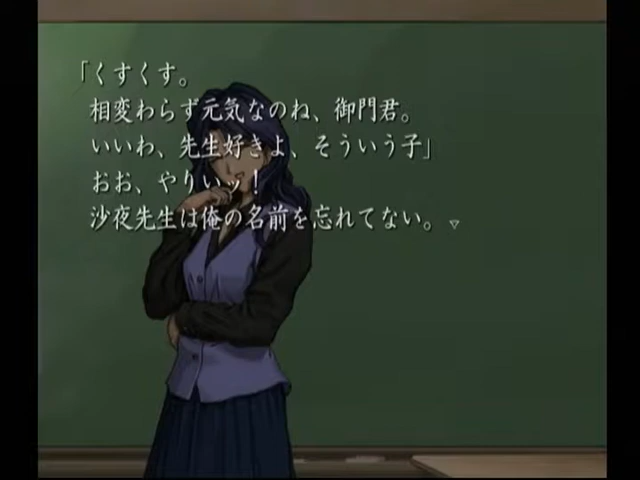 「くすくす。
相変わらず元気なのね、御門君。
いいわ、先生好きよ、そういう子」
おお、やりいッ！
沙夜先生は俺の名前を忘れてない。▿